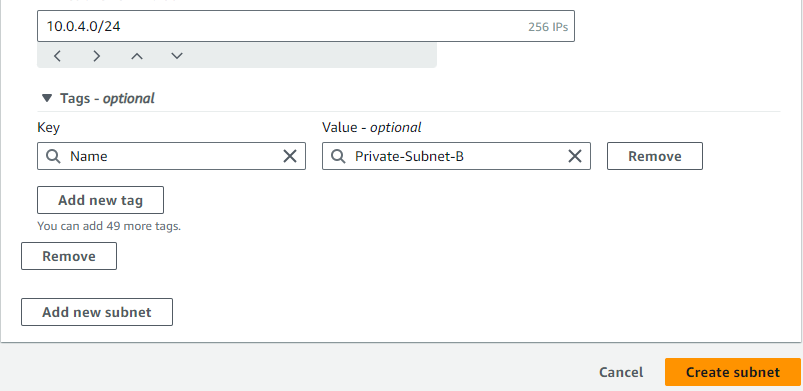 10.0.4.0/24 256 IPs
Tags - optional
Key Value - optional
Name Private-Subnet-B Remove
Add new tag
You can add 49 more tags.
Remove
Add new subnet
Cancel Create subnet